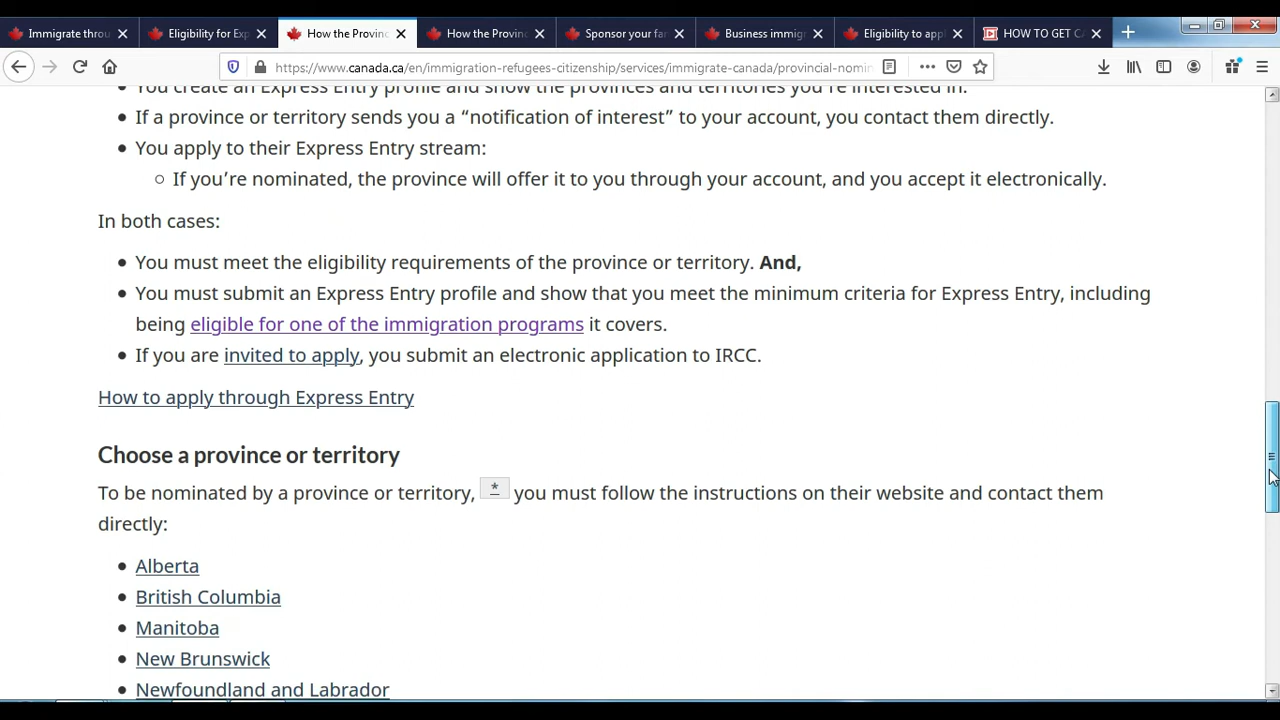 Immigrate throu
Eligibility for Exp
How the Provinc
How the Provin
Sponsor your far
Business immig
Eligibility to appl
HOW TO GET C
https://www.canada.ca/en/immigration-refugees-citizenship/services/immigrate-canada/provincial-nomin
You create an Express Entry profile and show the provinces and territories you're interested in.
If a province or territory sends you a “notification of interest” to your account, you contact them directly.
You apply to their Express Entry stream:
If you’re nominated, the province will offer it to you through your account, and you accept it electronically.
In both cases:
You must meet the eligibility requirements of the province or territory. And,
You must submit an Express Entry profile and show that you meet the minimum criteria for Express Entry, including
being eligible for one of the immigration programs it covers.
If you are invited to apply, you submit an electronic application to IRCC.
How to apply through Express Entry
Choose a province or territory
To be nominated by a province or territory, * you must follow the instructions on their website and contact them
directly:
Alberta
British Columbia
Manitoba
New Brunswick
Newfoundland and Labrador